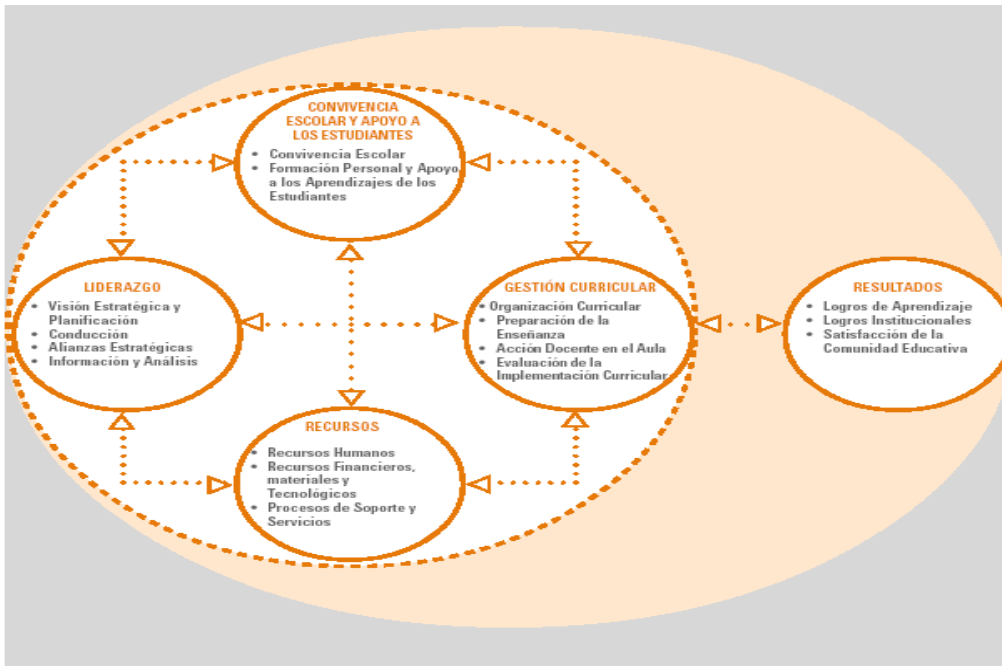 CONVIVENCIA
ESCOLAR Y APOYO A
LOS ESTUDIANTES
• Convivencia Escolar
• Formación Personal y Apoyo
a los Aprendizajes de los
Estudiantes
LIDERAZGO
• Visión Estratégica y
Planificación
• Conducción
• Alianzas Estratégicas
• Información y Análisis
GESTIÓN CURRICULAR
• Organización Curricular
• Preparación de la
Enseñanza
• Acción Docente en el Aula
• Evaluación de la
Implementación Curricular
RESULTADOS
• Logros de Aprendizaje
• Logros Institucionales
• Satisfacción de la
Comunidad Educativa
RECURSOS
• Recursos Humanos
• Recursos Financieros,
materiales y
Tecnológicos
• Procesos de Soporte y
Servicios